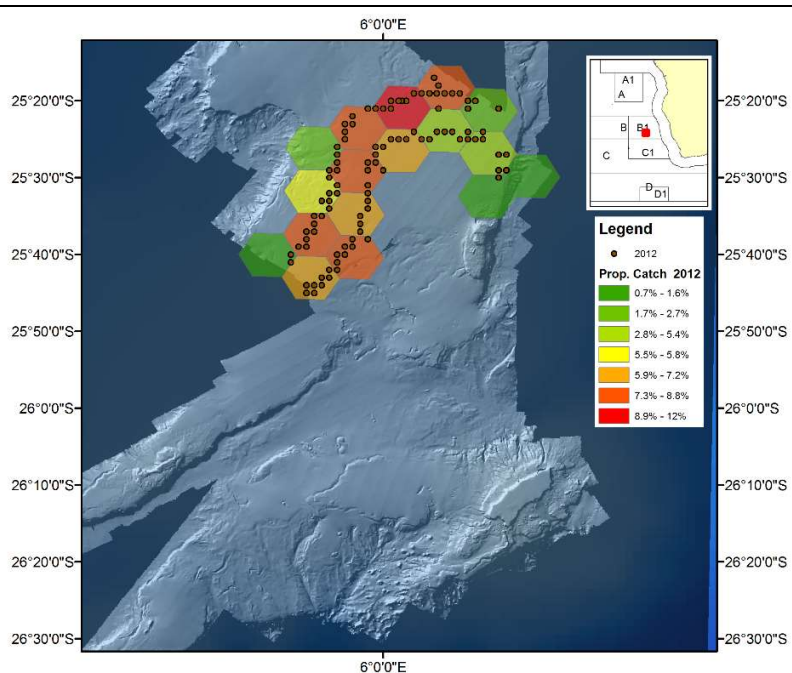 6°0'0"E
25°20'0"S
25°30'0"S
25°40'0"S
25°50'0"S
26°0'0"S
26°10'0"S
26°20'0"S
26°30'0"S
25°20'0"S
25°30'0"S
25°40'0"S
25°50'0"S
26°0'0"S
26°10'0"S
26°20'0"S
26°30'0"S
6°0'0"E
A1
A
B B1
C C1
D
D1
Legend
2012
Prop. Catch 2012
0.7% - 1.6%
1.7% - 2.7%
2.8% - 5.4%
5.5% - 5.8%
5.9% - 7.2%
7.3% - 8.8%
8.9% - 12%